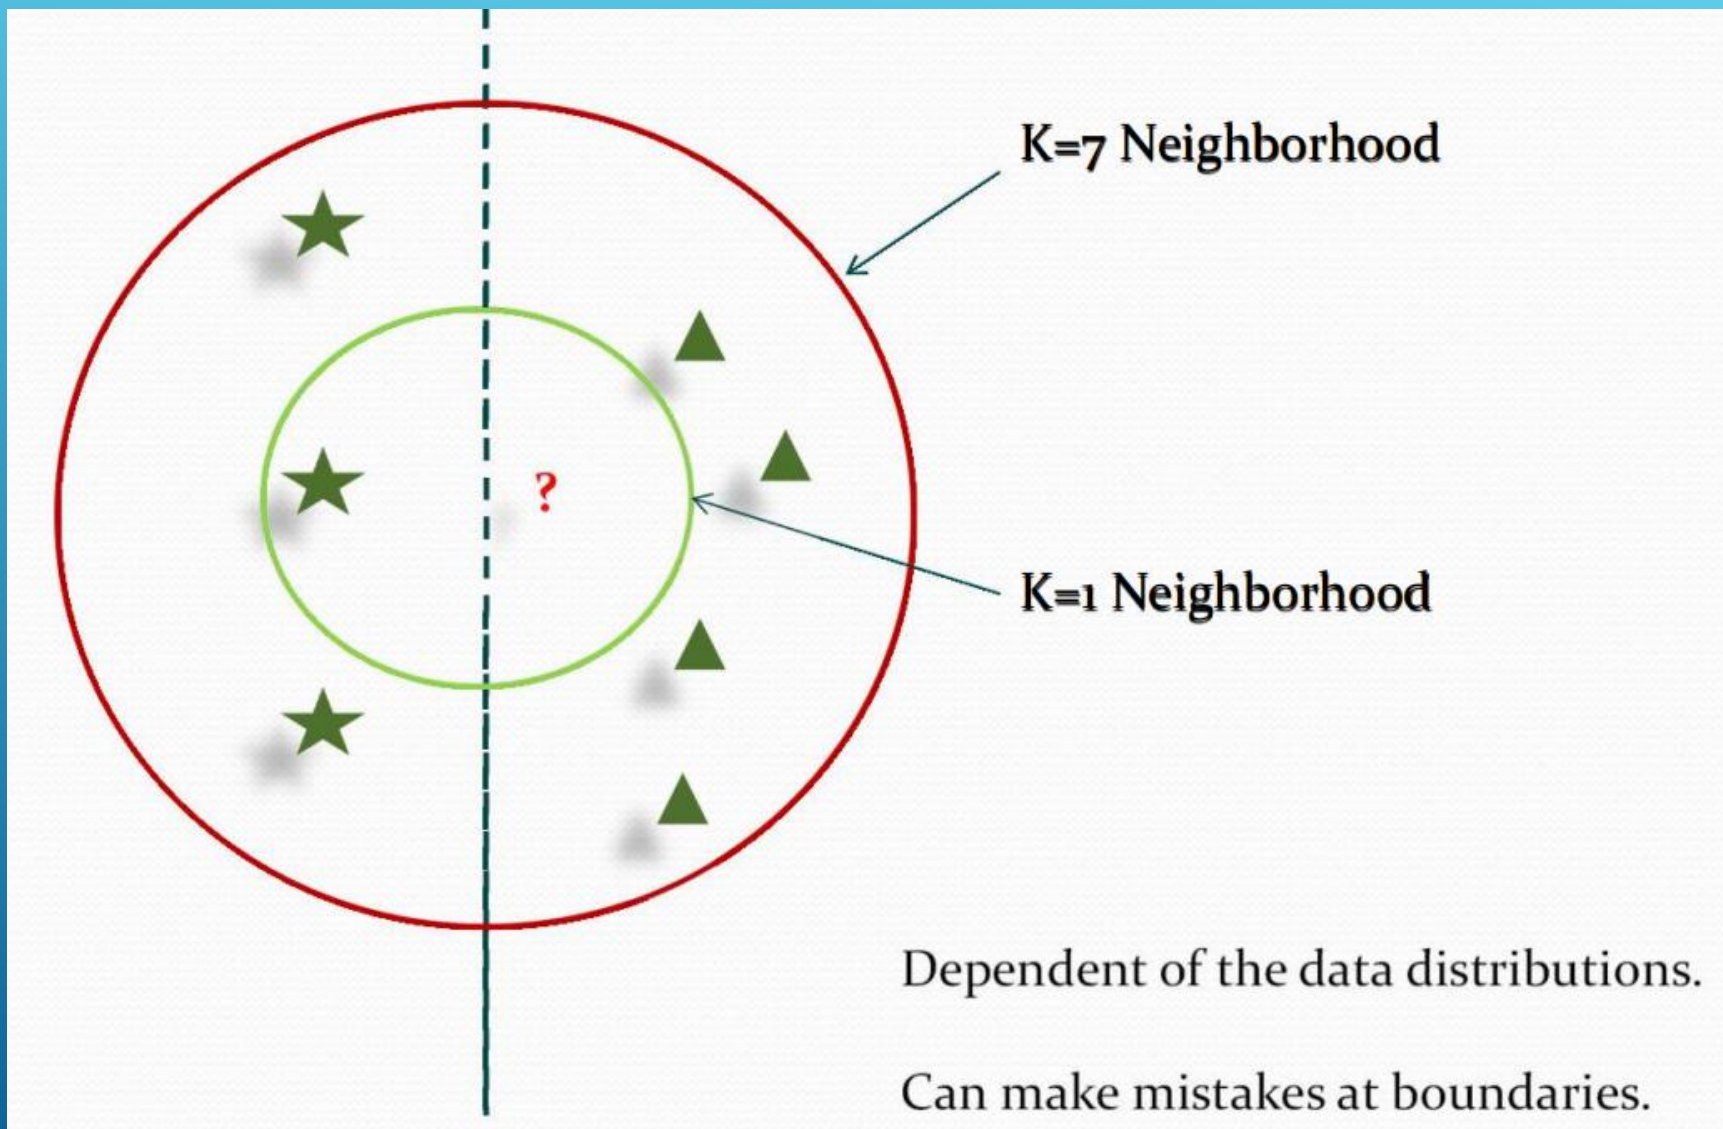 K=7 Neighborhood
?
K=1 Neighborhood
Dependent of the data distributions.
Can make mistakes at boundaries.